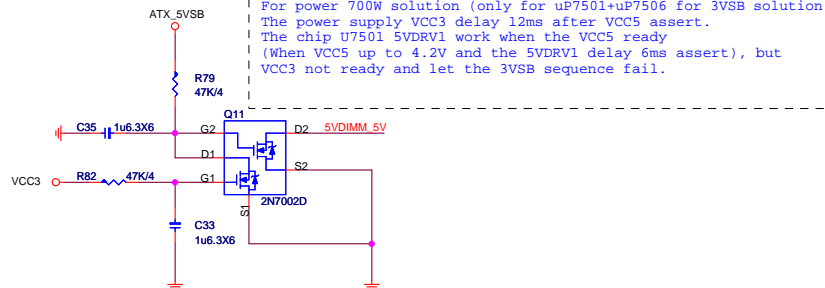 For power 700W solution (only for uP7501+uP7506 for 3VSB solution
The power supply VCC3 delay 12ms after VCC5 assert.
The chip U7501 5VDRV1 work when the VCC5 ready
(When VCC5 up to 4.2V and the 5VDRV1 delay 6ms assert), but
VCC3 not ready and let the 3VSB sequence fail.
ATX_5VSB
R79
47K/4
Q11
C35 1u6.3X6 G2 D2 5VDIMM_5V
D1
S2
VCC3 R82 47K/4 G1
2N7002D
S1
C33
1u6.3X6